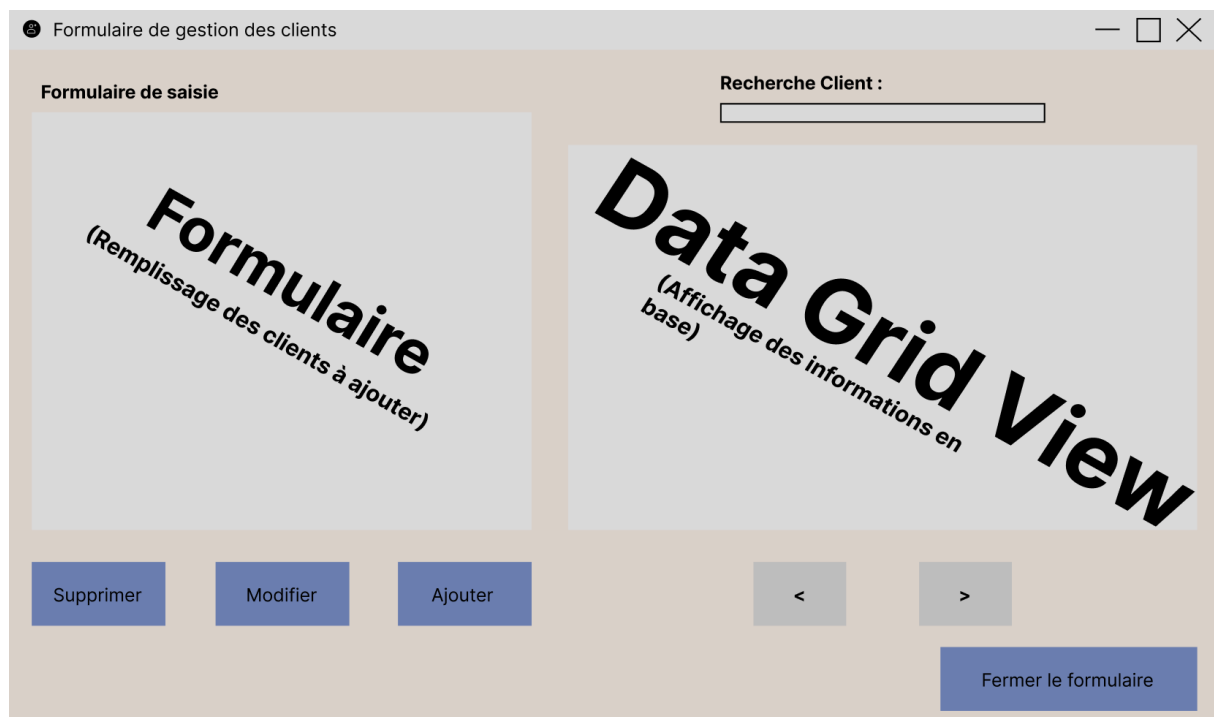 Formulaire de gestion des clients
Formulaire de saisie
Recherche Client :
Formulaire
(Remplissage des clients à ajouter)
Data Grid View
(Affichage des informations en
base)
Supprimer
Modifier
Ajouter
<
>
Fermer le formulaire